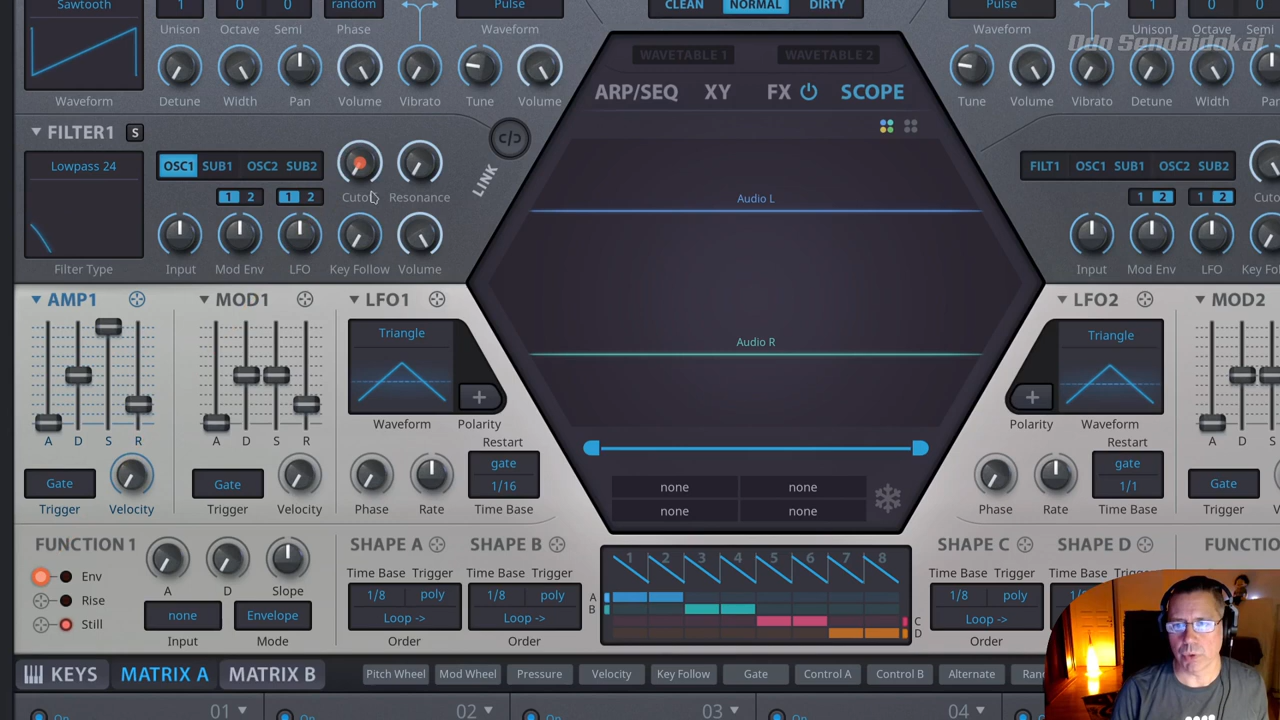 Sawtooth
Waveform
1 0 0 random
Unison Octave Semi Phase
Pulse
Waveform
Detune Width Pan Volume Vibrato Tune Volume
CLEAN NORMAL DIRTY
WAVETABLE 1 WAVETABLE 2
ARP/SEQ XY FX SCOPE
Pulse
Waveform
1 0 0
Unison Octave Semi
Odo Sendaidokai
Tune Volume Vibrato Detune Width Pan
FILTER1 S
Lowpass 24
Filter Type
OSC1 SUB1 OSC2 SUB2
1 2 1 2
Resonance
Input Mod Env LFO Key Follow Volume
LINK
Audio L
Audio R
none none
none none
FILT1 OSC1 SUB1 OSC2 SUB2
1 2 1 2
Input Mod Env LFO
AMP1
A D S R
Gate
Trigger Velocity
MOD1
A D S R
Gate
Trigger Velocity
LFO1
Triangle
Waveform Polarity
Restart
gate
1/16
Phase Rate Time Base
LFO2
Triangle
Polarity Waveform
Restart
gate
1/1
Phase Rate Time Base
MOD2
A D S
Gate
Trigger
FUNCTION 1
Env
Rise
Still
A D Slope
none Envelope
Input Mode
SHAPE A
Time Base Trigger
1/8 poly
Loop ->
Order
SHAPE B
Time Base Trigger
1/8 poly
Loop ->
Order
1 2 3 4 5 6 7 8
A
B
C
D
SHAPE C
Time Base Trigger
1/8 poly
Loop ->
Order
SHAPE D
1/8
KEYS MATRIX A MATRIX B
Pitch Wheel Mod Wheel Pressure Velocity Key Follow Gate Control A Control B Alternate
On 01 On 02 On 03 On 04 On